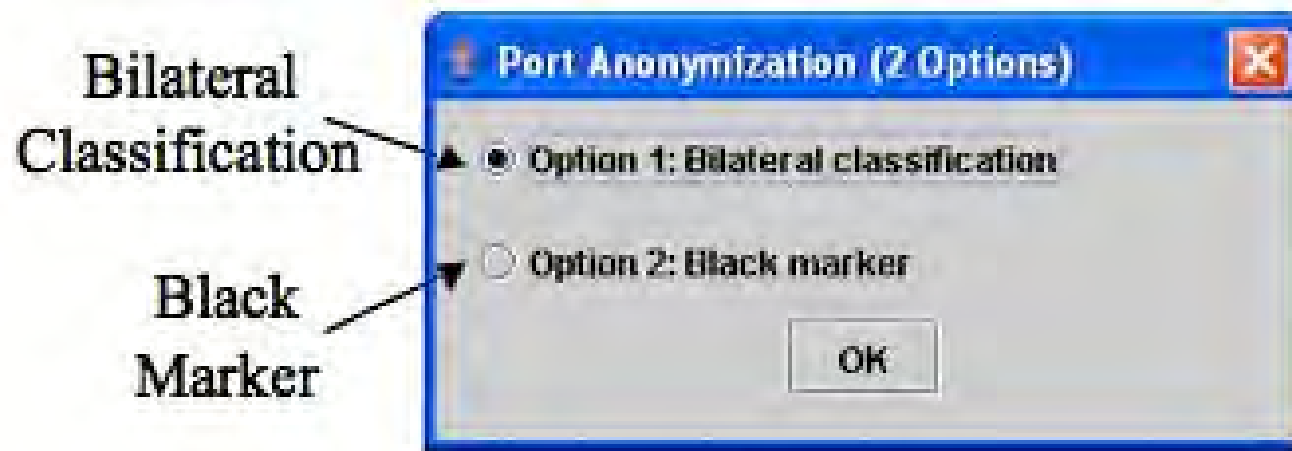 Bilateral
Classification
Black
Marker
Port Anonymization (2 Options)
Option 1: Bilateral classification
Option 2: Black marker
OK